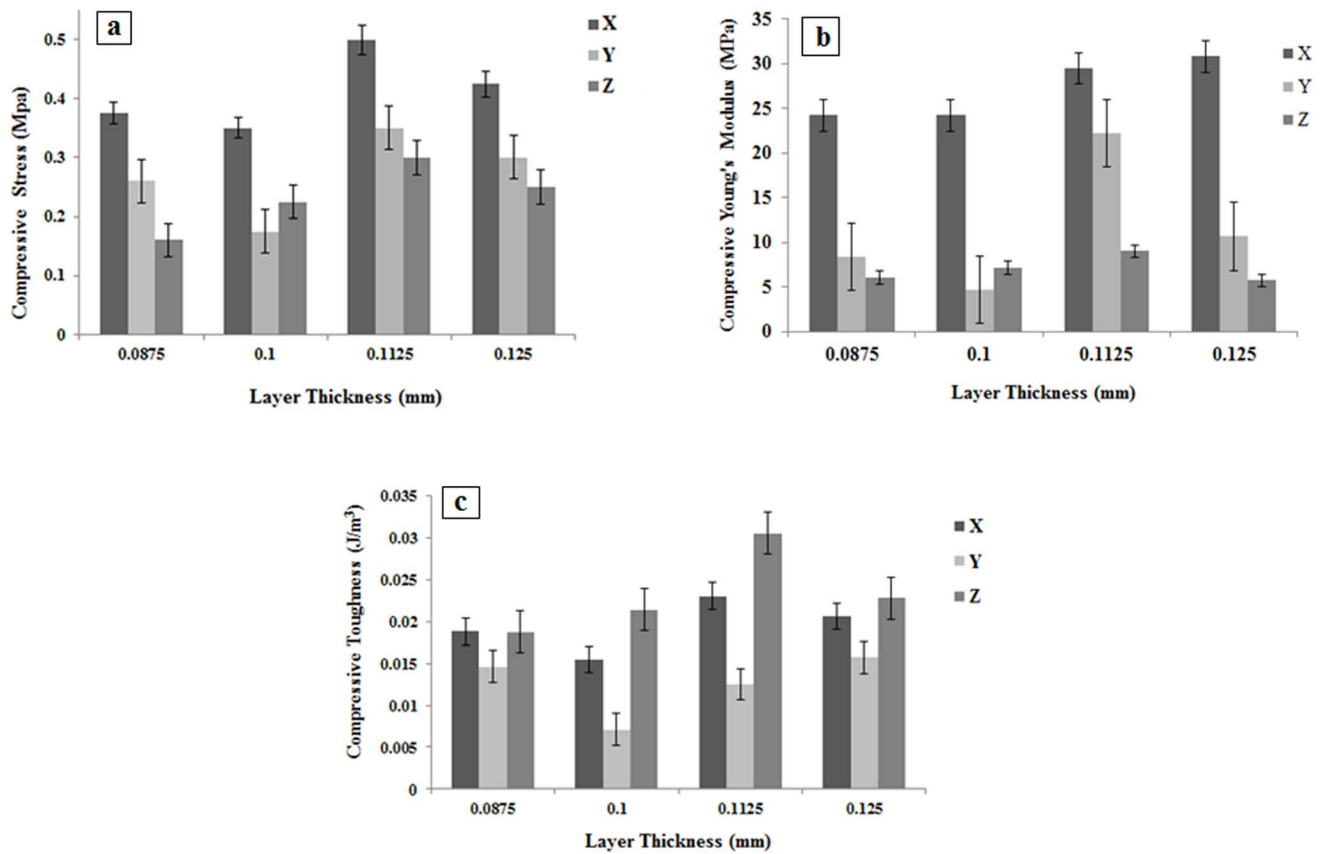 a
Compressive Stress (Mpa)
0.5
0.4
0.3
0.2
0.1
0
X
Y
Z
0.0875 0.1 0.1125 0.125
Layer Thickness (mm)
b
Compressive Young's Modulus (MPa)
35
30
25
20
15
10
5
0
X
Y
Z
0.0875 0.1 0.1125 0.125
Layer Thickness (mm)
c
Compressive Toughness (J/m³)
0.035
0.03
0.025
0.02
0.015
0.01
0.005
0
X
Y
Z
0.0875 0.1 0.1125 0.125
Layer Thickness (mm)